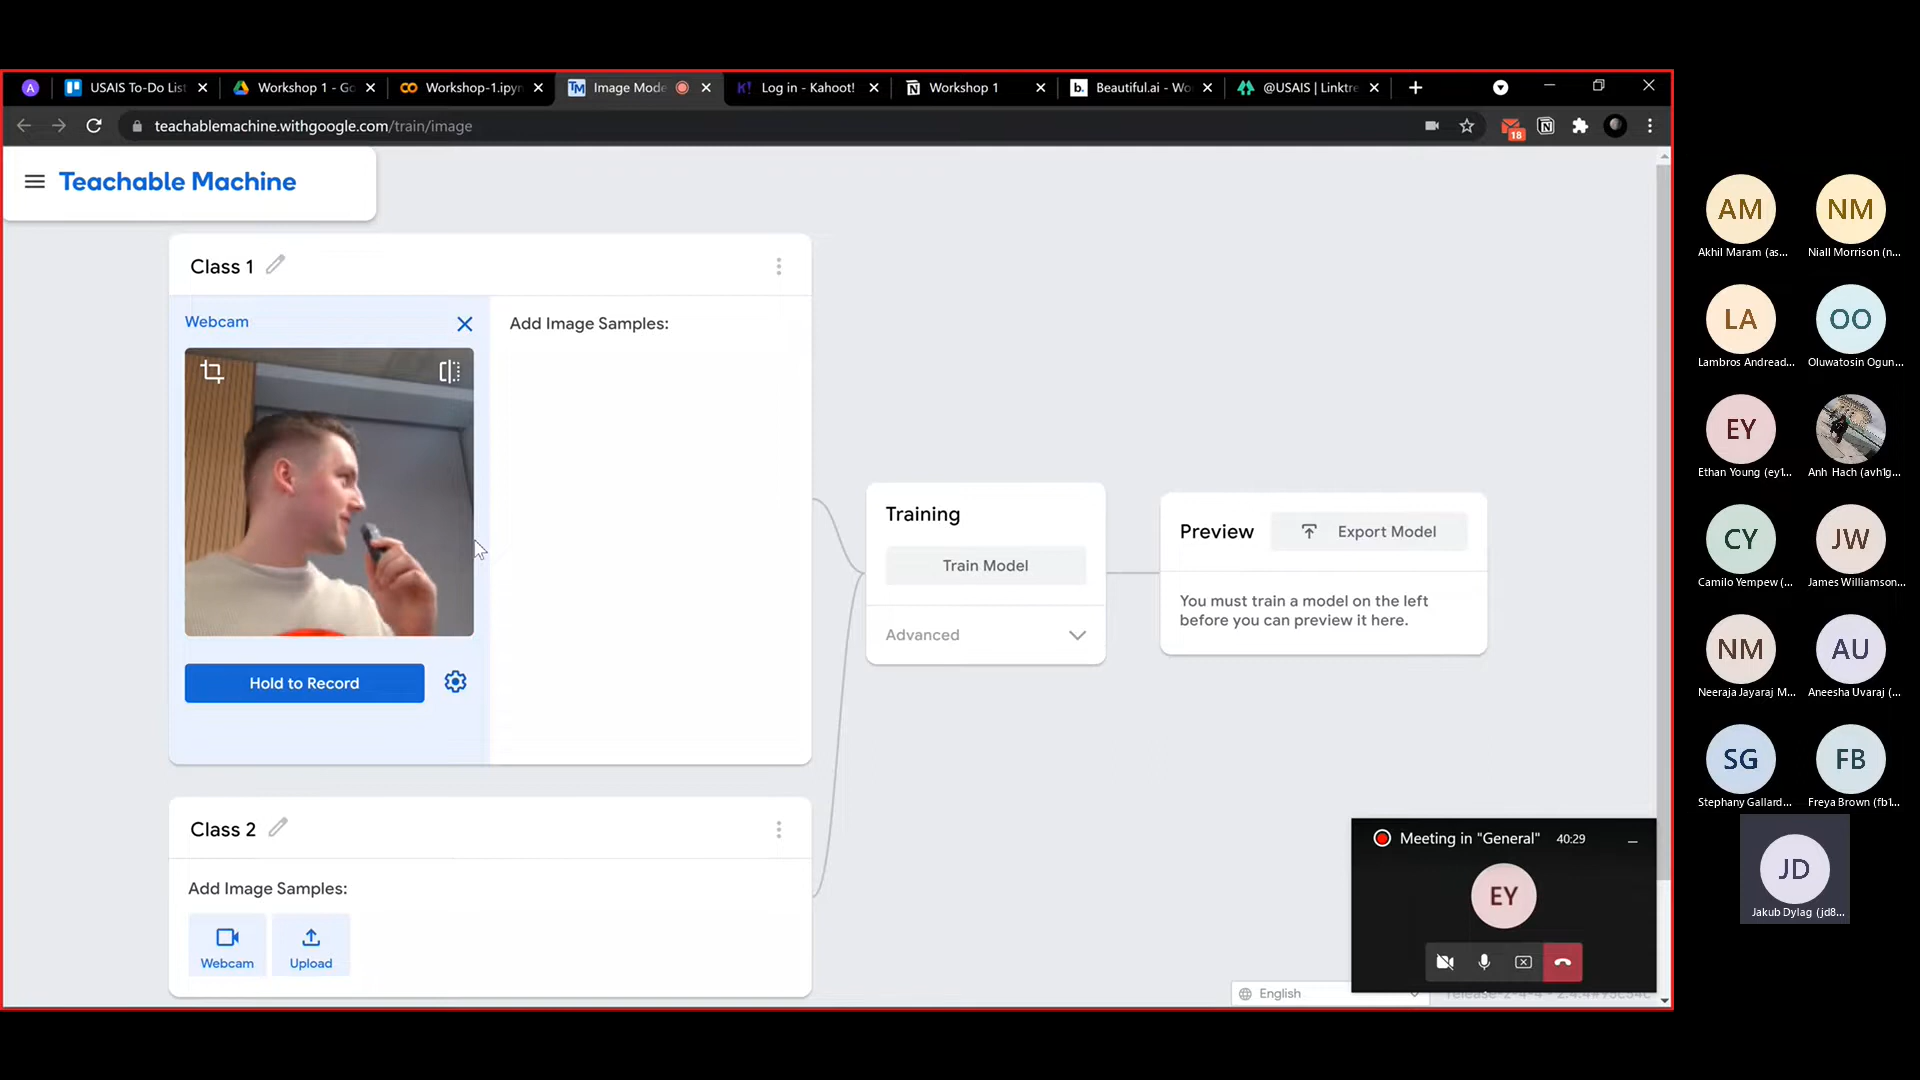 A
USAIS To-Do List
Workshop 1 - Go
Workshop-1.ipyn
TM
Image Mode
K!
Log in - Kahoot!
Workshop 1
b.
Beautiful.ai - Wo
@USAIS | Linktre
teachablemachine.withgoogle.com/train/image
18
Teachable Machine
Class 1
Webcam
Add Image Samples:
Hold to Record
Training
Train Model
Advanced
Preview
Export Model
You must train a model on the left
before you can preview it here.
Class 2
Add Image Samples:
Webcam
Upload
English
Meeting in "General"
40:29
EY
AM
Akhil Maram (as...
NM
Niall Morrison (n...
LA
Lambros Andread...
OO
Oluwatosin Ogun...
EY
Ethan Young (ey1...
Anh Hach (avh1g...
CY
Camilo Yempew (...
JW
James Williamson...
NM
Neeraja Jayaraj M...
AU
Aneesha Uvaraj (...
SG
Stephany Gallard...
FB
Freya Brown (fb1...
JD
Jakub Dylag (jd8...